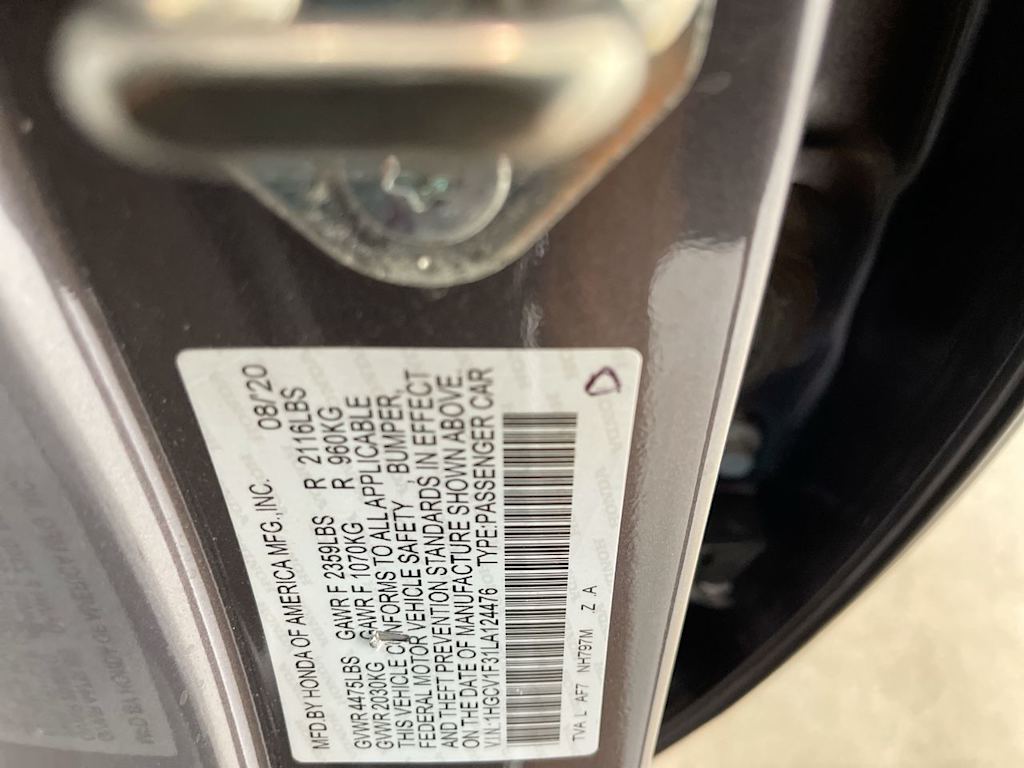 MFD.BY HONDA OF AMERICA MFG.,INC. 08/'20
GVWR4475LBS GAWR F 2359LBS R 2116LBS
GVWR2030KG GAWR F 1070KG R 960KG
THIS VEHICLE CONFORMS TO ALL APPLICABLE
FEDERAL MOTOR VEHICLE SAFETY , BUMPER,
AND THEFT PREVENTION STANDARDS IN EFFECT
ON THE DATE OF MANUFACTURE SHOWN ABOVE.
V.I.N.:1HGCV1F31LA124476 TYPE:PASSENGER CAR
TVA L AF7 NH797M Z A
D
HONDA